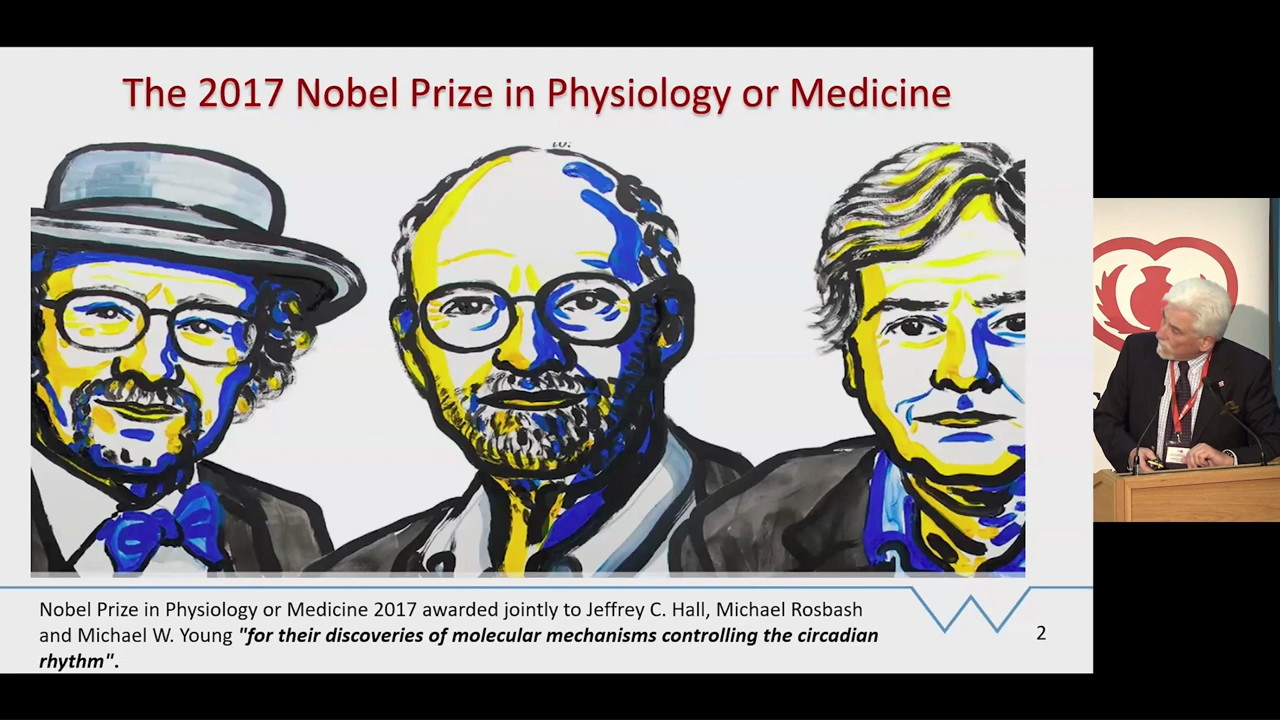 The 2017 Nobel Prize in Physiology or Medicine
Nobel Prize in Physiology or Medicine 2017 awarded jointly to Jeffrey C. Hall, Michael Rosbash
and Michael W. Young "for their discoveries of molecular mechanisms controlling the circadian
rhythm".
2